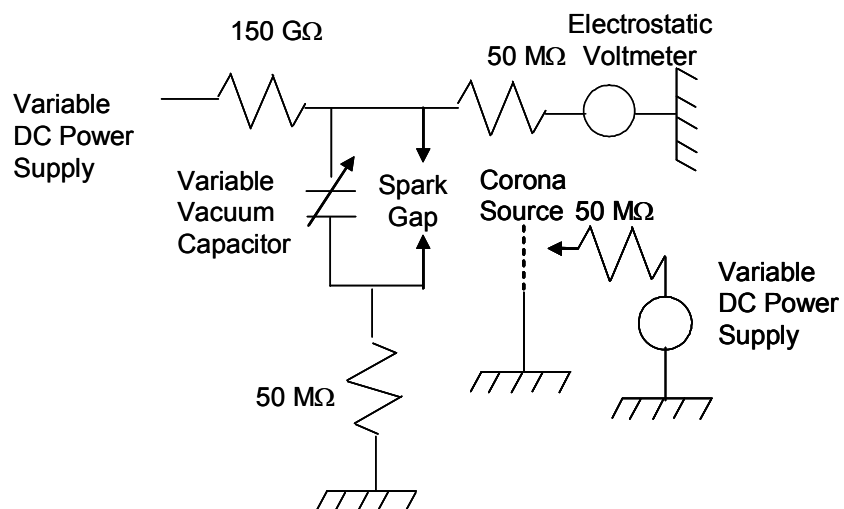 150 GΩ
Electrostatic
Voltmeter
50 MΩ
Variable
DC Power
Supply
Variable
Vacuum
Capacitor
Spark
Gap
Corona
Source
50 MΩ
Variable
DC Power
Supply
50 MΩ